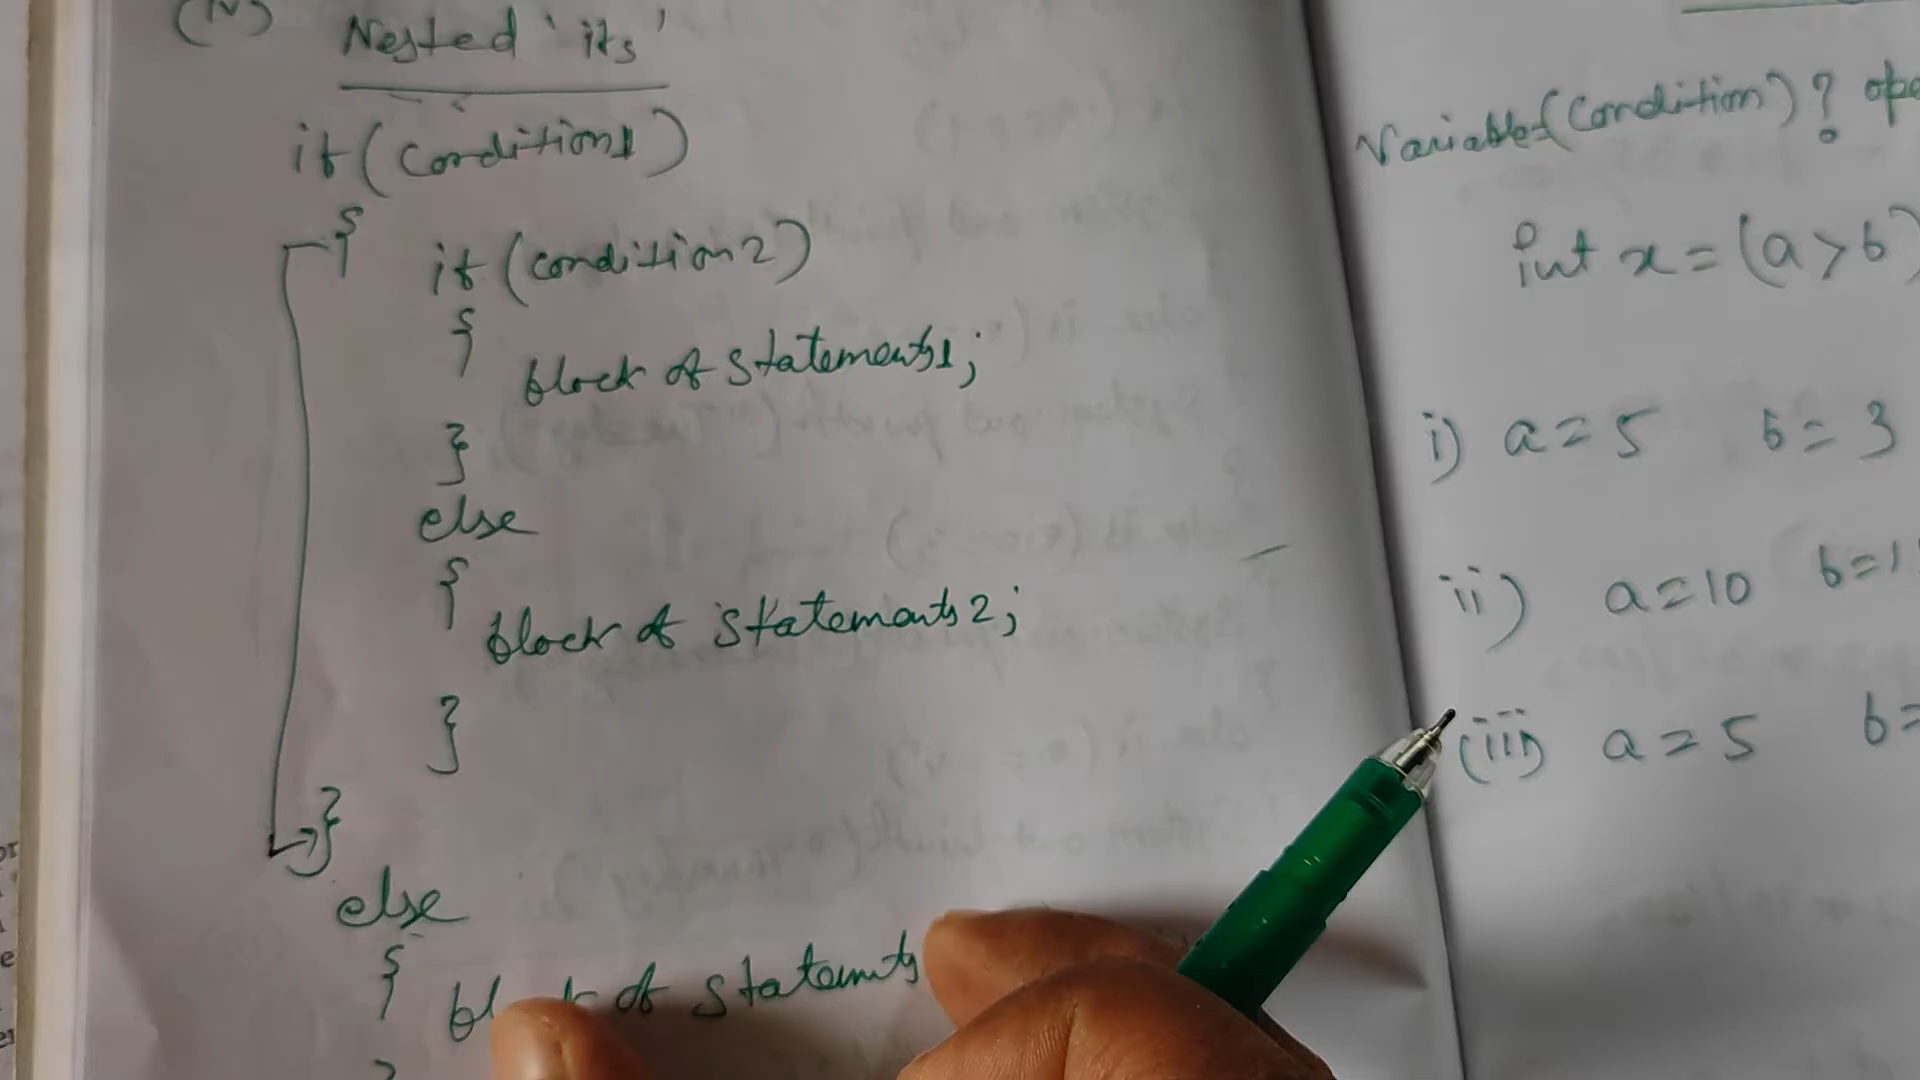 (iv) Nested 'ifs'
if (Condition1)
{
if (condition2)
{
block of statements1;
}
else
{
block of statements2;
}
}
else
{
block of statements
}
Variable=(Condition)?
int x=(a>b)
i) a=5 b=3
ii) a=10
(iii) a=5 b=